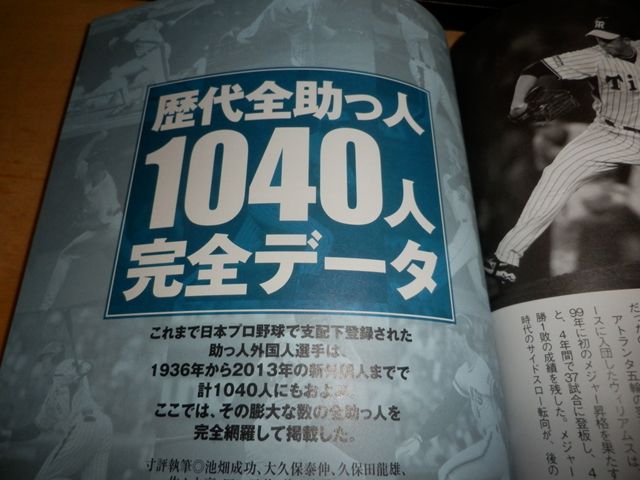 歴代全助っ人
1040人
完全データ
これまで日本プロ野球で支配下登録された
助っ人外国人選手は、
1936年から2013年の新外国人までで
計1040人にもおよぶ。
ここでは、その膨大な数の全助っ人を
完全網羅して掲載した。
寸評執筆◎池畑成功、大久保泰伸、久保田龍雄、
Ti
アトランタ五輪の
ースに入団したウィリアムスは
99年に初のメジャー昇格を果たす
と、4年間で37試合に登板し、4
勝1敗の成績を残した。メジャー
時代のサイドスロー転向が、後の